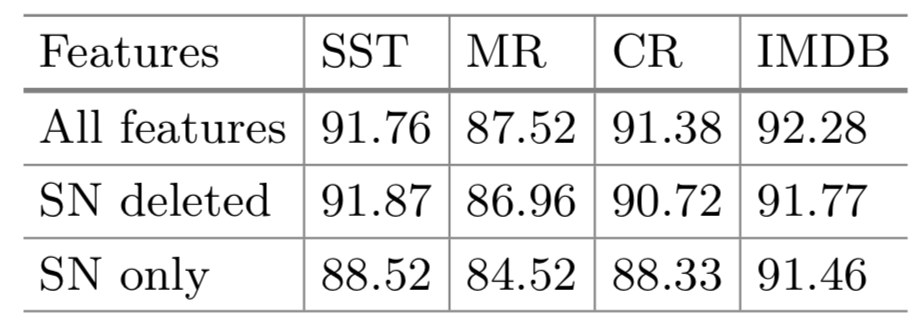 Features SST MR CR IMDB
All features 91.76 87.52 91.38 92.28
SN deleted 91.87 86.96 90.72 91.77
SN only 88.52 84.52 88.33 91.46